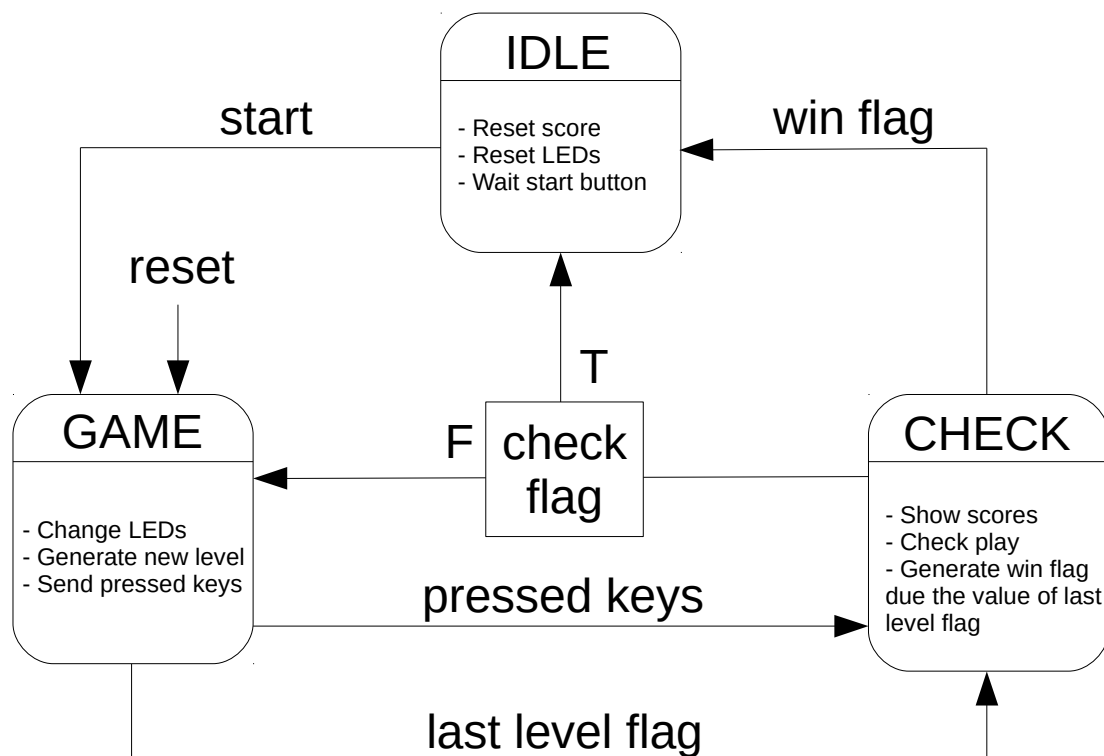 IDLE
- Reset score
- Reset LEDs
- Wait start button
start
win flag
reset
T
F
check
flag
GAME
- Change LEDs
- Generate new level
- Send pressed keys
CHECK
- Show scores
- Check play
- Generate win flag
due the value of last
level flag
pressed keys
last level flag